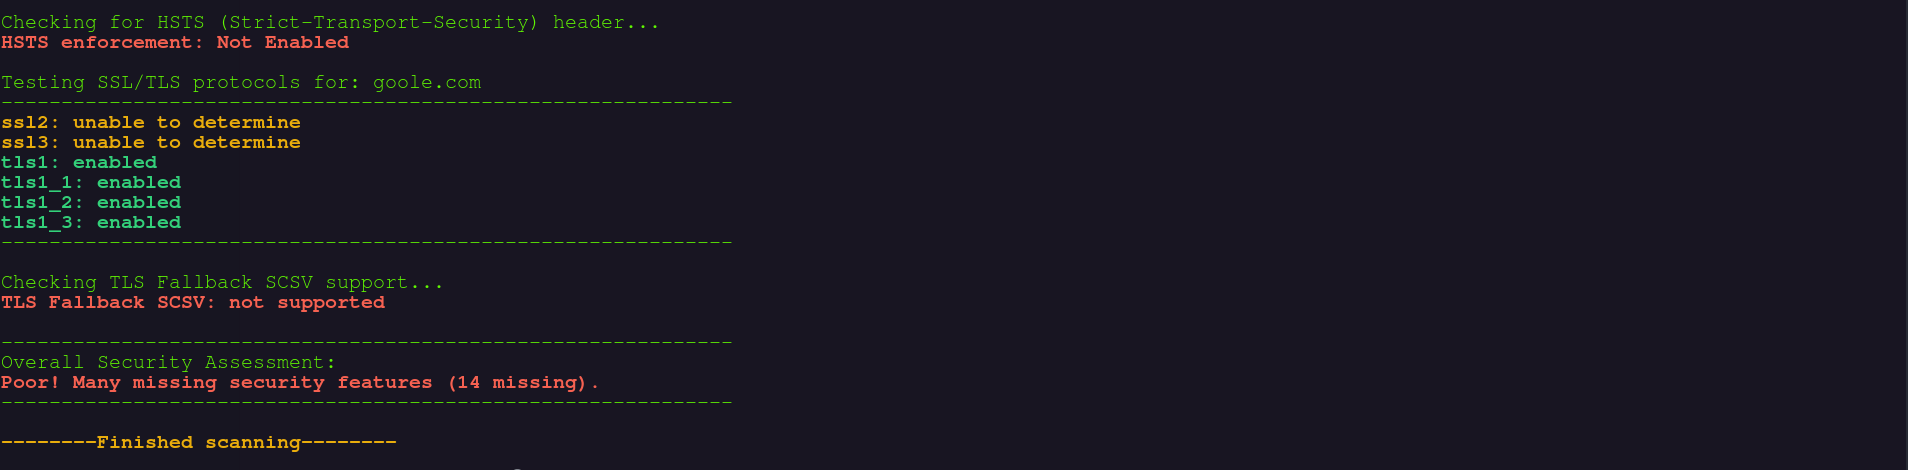 Checking for HSTS (Strict-Transport-Security) header...
HSTS enforcement: Not Enabled
Testing SSL/TLS protocols for: goole.com
-------------------------------------------------------------
ssl2: unable to determine
ssl3: unable to determine
tls1: enabled
tls1_1: enabled
tls1_2: enabled
tls1_3: enabled
-------------------------------------------------------------
Checking TLS Fallback SCSV support...
TLS Fallback SCSV: not supported
-------------------------------------------------------------
Overall Security Assessment:
Poor! Many missing security features (14 missing).
-------------------------------------------------------------
--------Finished scanning--------